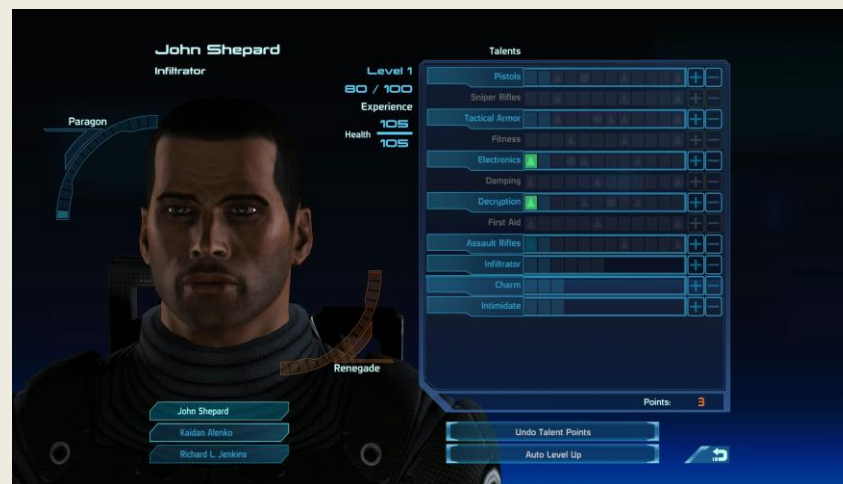 John Shepard
Infiltrator
Level 1
80 / 100
Experience
105
Health
105
Paragon
Renegade
John Shepard
Kaidan Alenko
Richard L. Jenkins
Talents
Pistols
Sniper Rifles
Tactical Armor
Fitness
Electronics
Damping
Decryption
First Aid
Assault Rifles
Infiltrator
Charm
Intimidate
Points: 3
Undo Talent Points
Auto Level Up